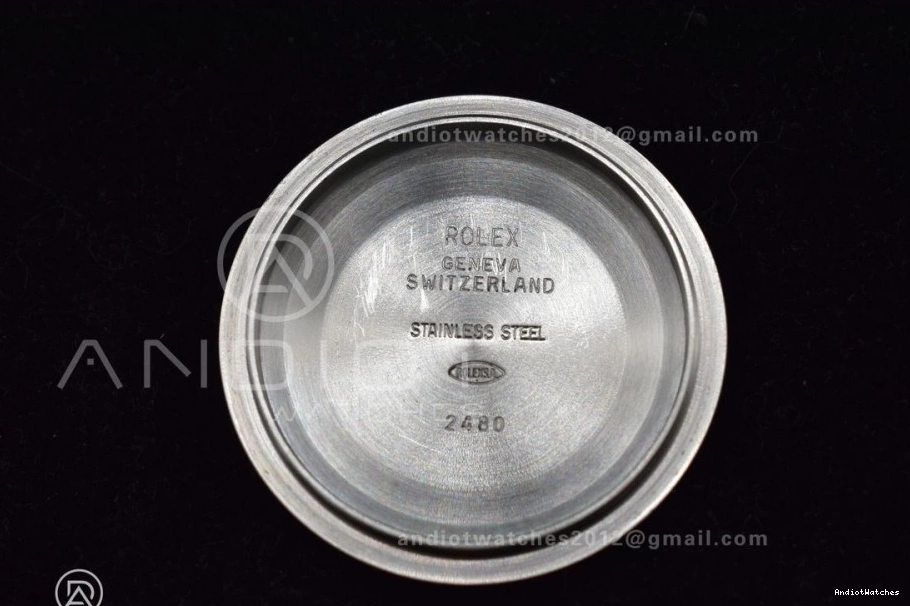 andiotwatches2012@gmail.com
ROLEX
GENEVA
SWITZERLAND
STAINLESS STEEL
2480
andiotwatches2012@gmail.com
AndiotWatches